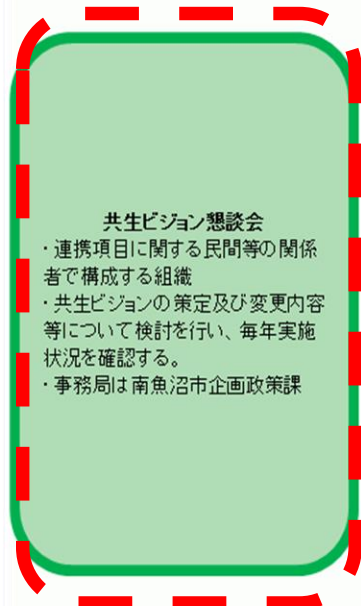 共生ビジョン懇談会
・連携項目に関する民間等の関係
者で構成する組織
・共生ビジョンの策定及び変更内容
等について検討を行い、毎年実施
状況を確認する。
・事務局は南魚沼市企画政策課